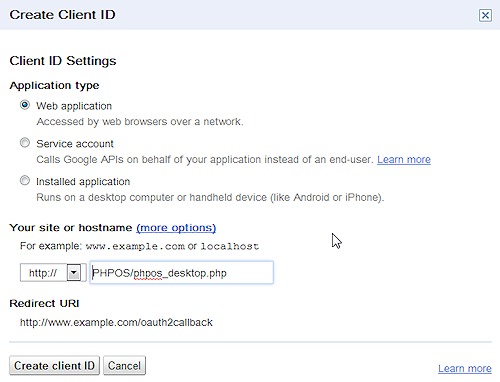 Create Client ID
Client ID Settings
Application type
Web application
Accessed by web browsers over a network.
Service account
Calls Google APIs on behalf of your application instead of an end-user. Learn more
Installed application
Runs on a desktop computer or handheld device (like Android or iPhone).
Your site or hostname (more options)
For example: www.example.com or localhost
http:// PHPOS/phpos_desktop.php
Redirect URI
http://www.example.com/oauth2callback
Create client ID Cancel Learn more